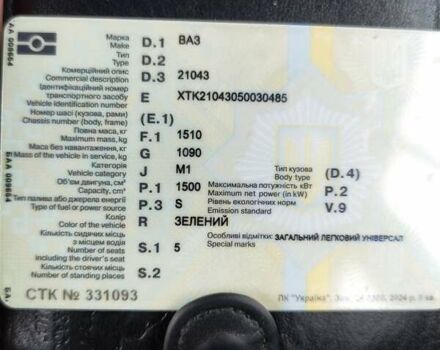 AA 009664
Марка
Make D.1 ВАЗ
Тип
Type D.2
Комерційний опис
Commercial description D.3 21043
Ідентифікаційний номер
транспортного засобу
Vehicle identification number E XTK21043050030485
Номер шасі (кузова, рами)
Chassis number (body, frame) (E.1)
Повна маса, кг
Maximum mass, kg F.1 1510
Маса без навантаження, кг
Mass of the vehicle in service, kg G 1090
Категорія
Vehicle category J M1 Тип кузова
Body type (D.4)
Об'єм двигуна, см³
Capacity, cm³ P.1 1500 Максимальна потужність кВт
Maximum net power (in kW) P.2
Тип палива або джерела енергії
Type of fuel or power source P.3 S Рівень екологічних норм
Emission standard V.9
Колір
Color of the vehicle R ЗЕЛЕНИЙ
Кількість сидячих місць
з місцем водія
Number of seats
including the driver's seat S.1 5 Особливі відмітки: ЗАГАЛЬНИЙ ЛЕГКОВИЙ УНІВЕРСАЛ
Special marks
Кількість стоячих місць
Number of standing places S.2
СТК № 331093
ПК "Україна".